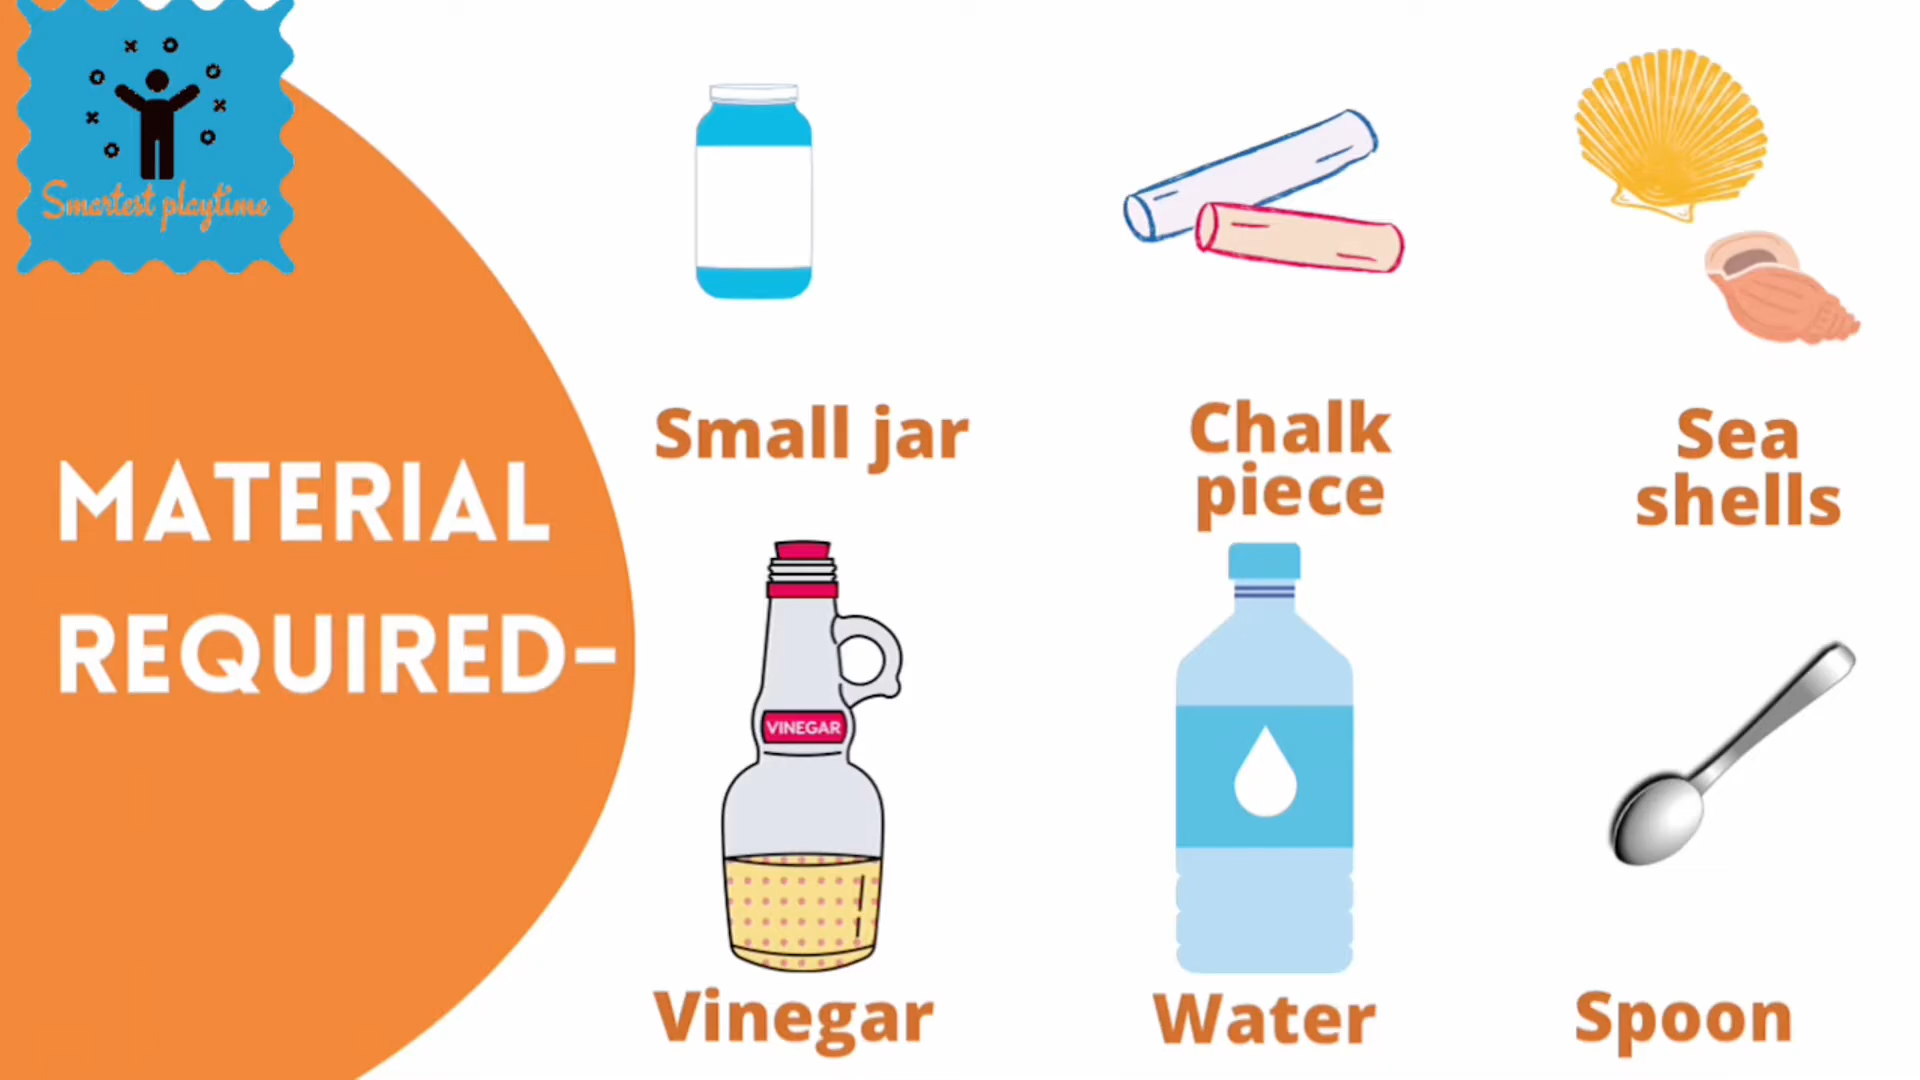 Smartest playtime
MATERIAL
REQUIRED-
Small jar
Chalk
piece
Sea
shells
VINEGAR
Vinegar
Water
Spoon